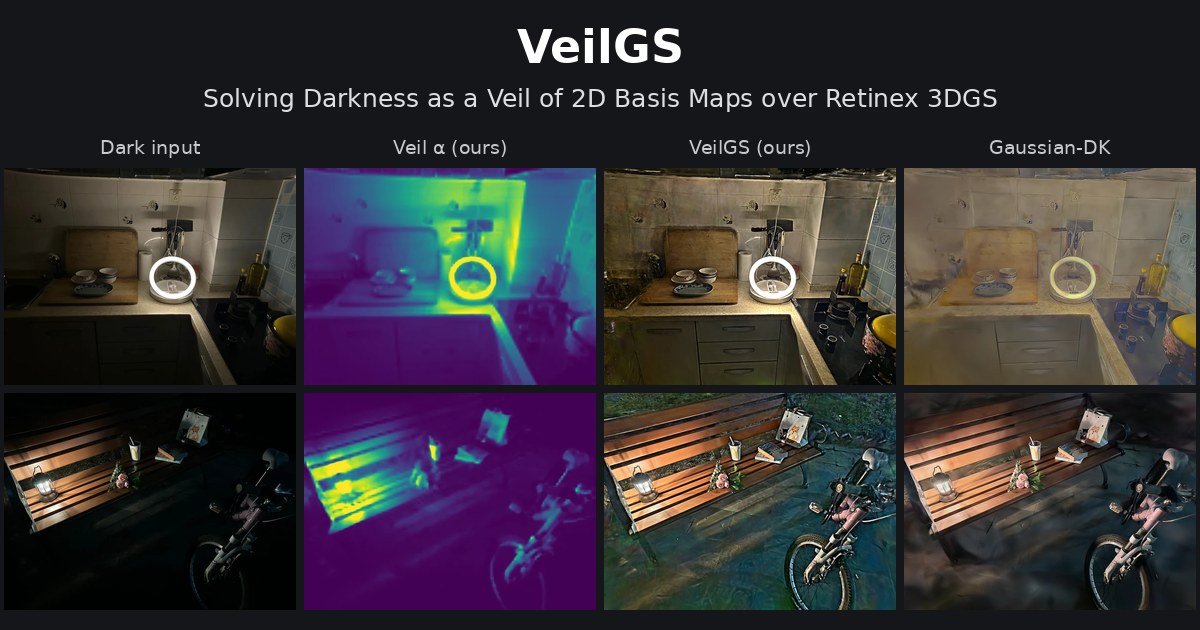 VeilGS
Solving Darkness as a Veil of 2D Basis Maps over Retinex 3DGS
Dark input
Veil α (ours)
VeilGS (ours)
Gaussian-DK